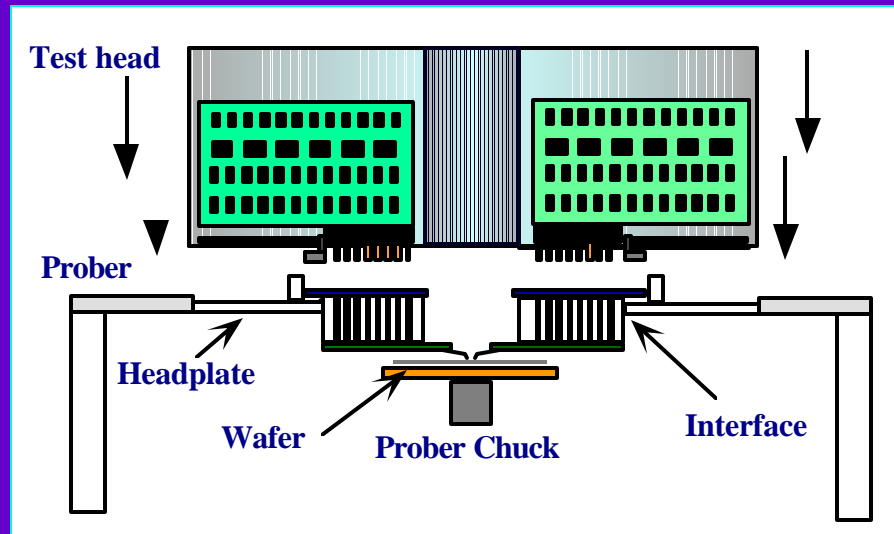 Test head
Prober
Headplate
Wafer
Prober Chuck
Interface